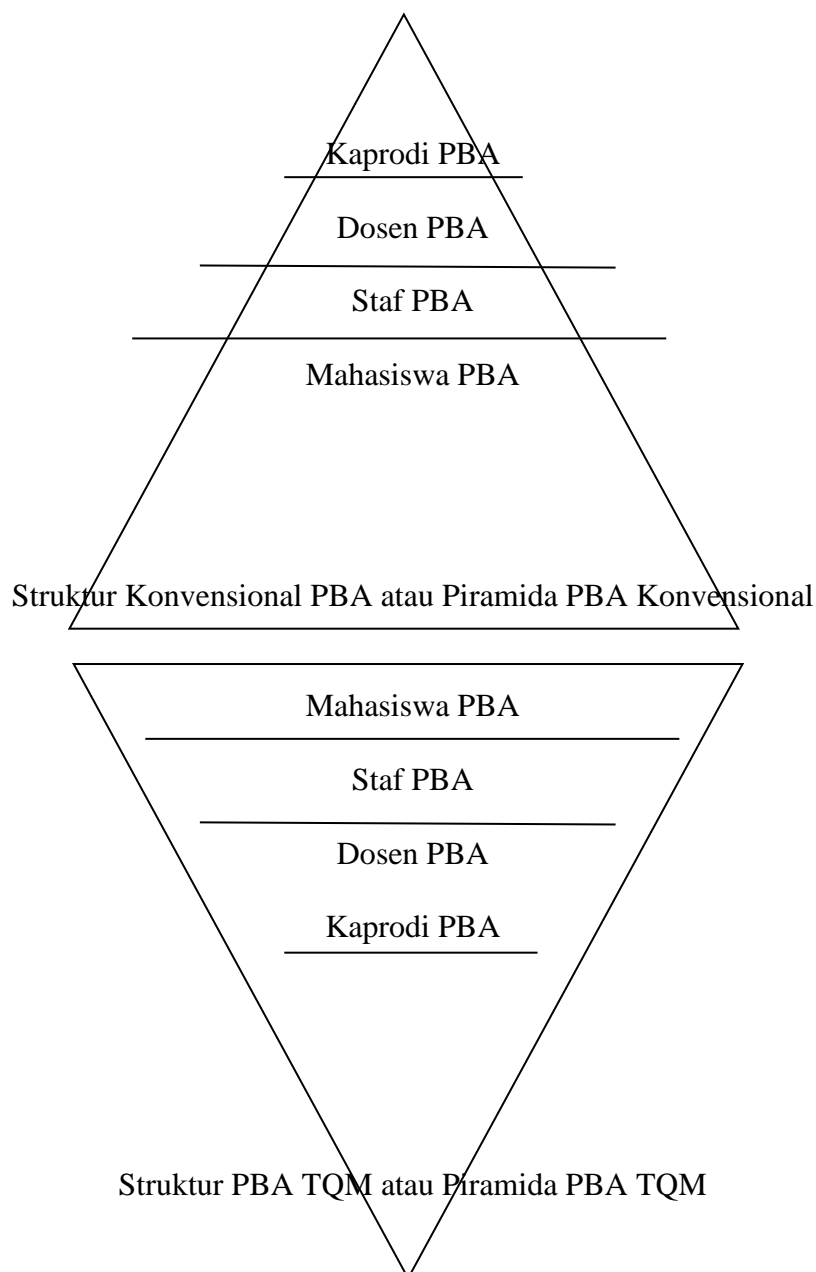 Kaprodi PBA
Dosen PBA
Staf PBA
Mahasiswa PBA
Struktur Konvensional PBA atau Piramida PBA Konvensional
Mahasiswa PBA
Staf PBA
Dosen PBA
Kaprodi PBA
Struktur PBA TQM atau Piramida PBA TQM